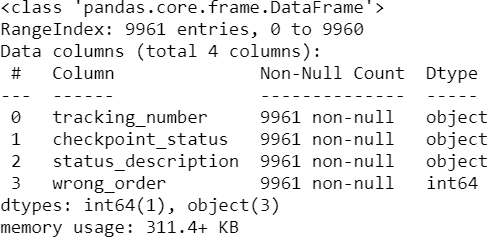 <class 'pandas.core.frame.DataFrame'>
RangeIndex: 9961 entries, 0 to 9960
Data columns (total 4 columns):
 #   Column              Non-Null Count  Dtype
---  ------              --------------  -----
 0   tracking_number     9961 non-null   object
 1   checkpoint_status   9961 non-null   object
 2   status_description  9961 non-null   object
 3   wrong_order         9961 non-null   int64
dtypes: int64(1), object(3)
memory usage: 311.4+ KB